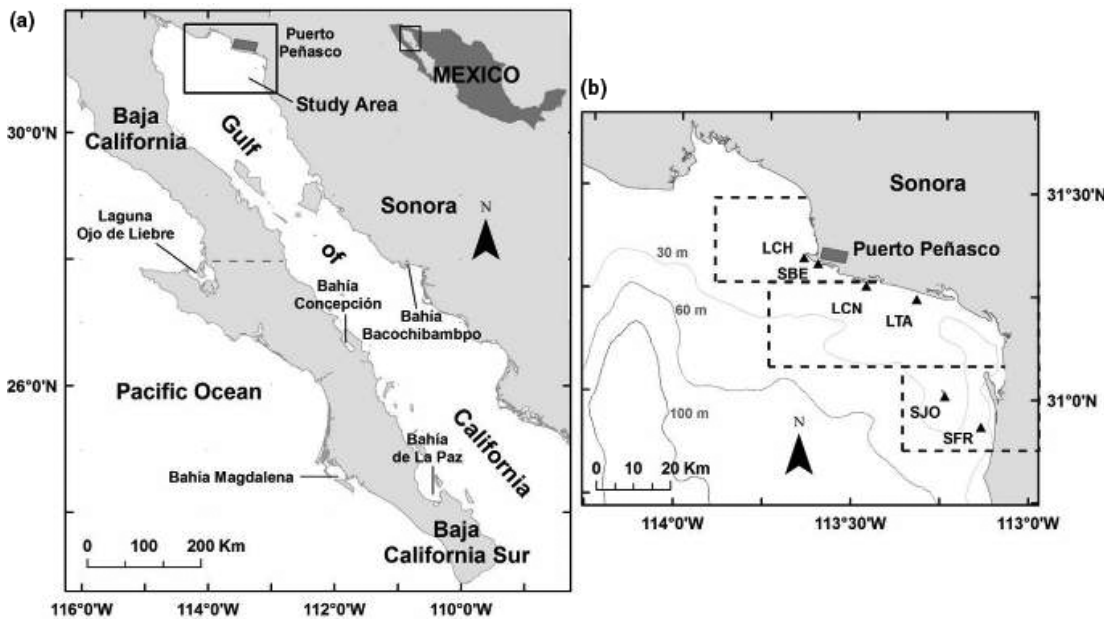 (a)
Puerto
Peñasco
MEXICO
Study Area
Baja
California
Gulf
30°0'N
Sonora
N
Laguna
Ojo de Liebre
of
Bahía
Concepción
Bahía
Bacochibambpo
26°0'N
Pacific Ocean
California
Bahía
de La Paz
Bahia Magdalena
Baja
California Sur
0 100 200 Km
116°0'W 114°0'W 112°0'W 110°0'W
(b)
Sonora
31°30'N
LCH
Puerto Peñasco
30 m
SBE
60 m
LCN
LTA
31°0'N
SJO
100 m
SFR
N
0 10 20 Km
114°0'W 113°30'W 113°0'W